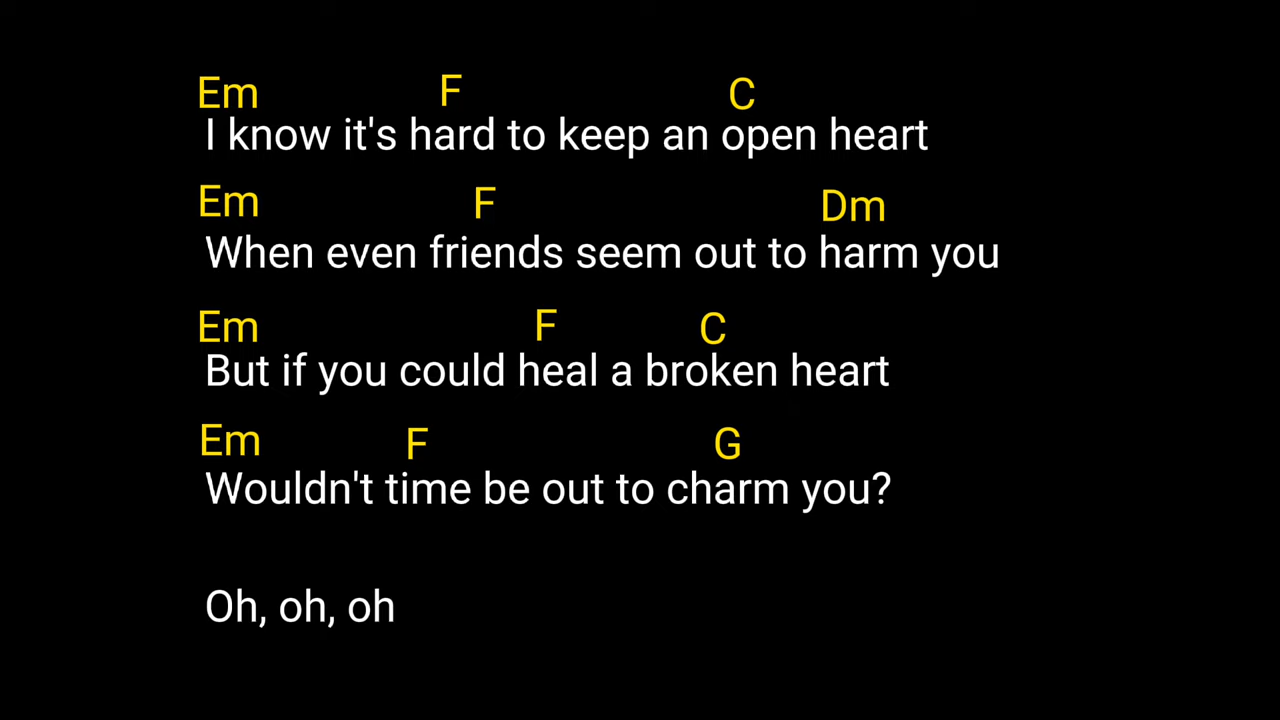 Em F C
I know it's hard to keep an open heart
Em F Dm
When even friends seem out to harm you
Em F C
But if you could heal a broken heart
Em F G
Wouldn't time be out to charm you?
Oh, oh, oh